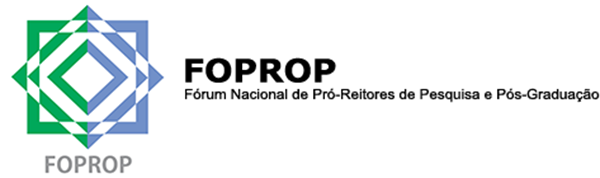 FOPROP
Fórum Nacional de Pró-Reitores de Pesquisa e Pós-Graduação
FOPROP